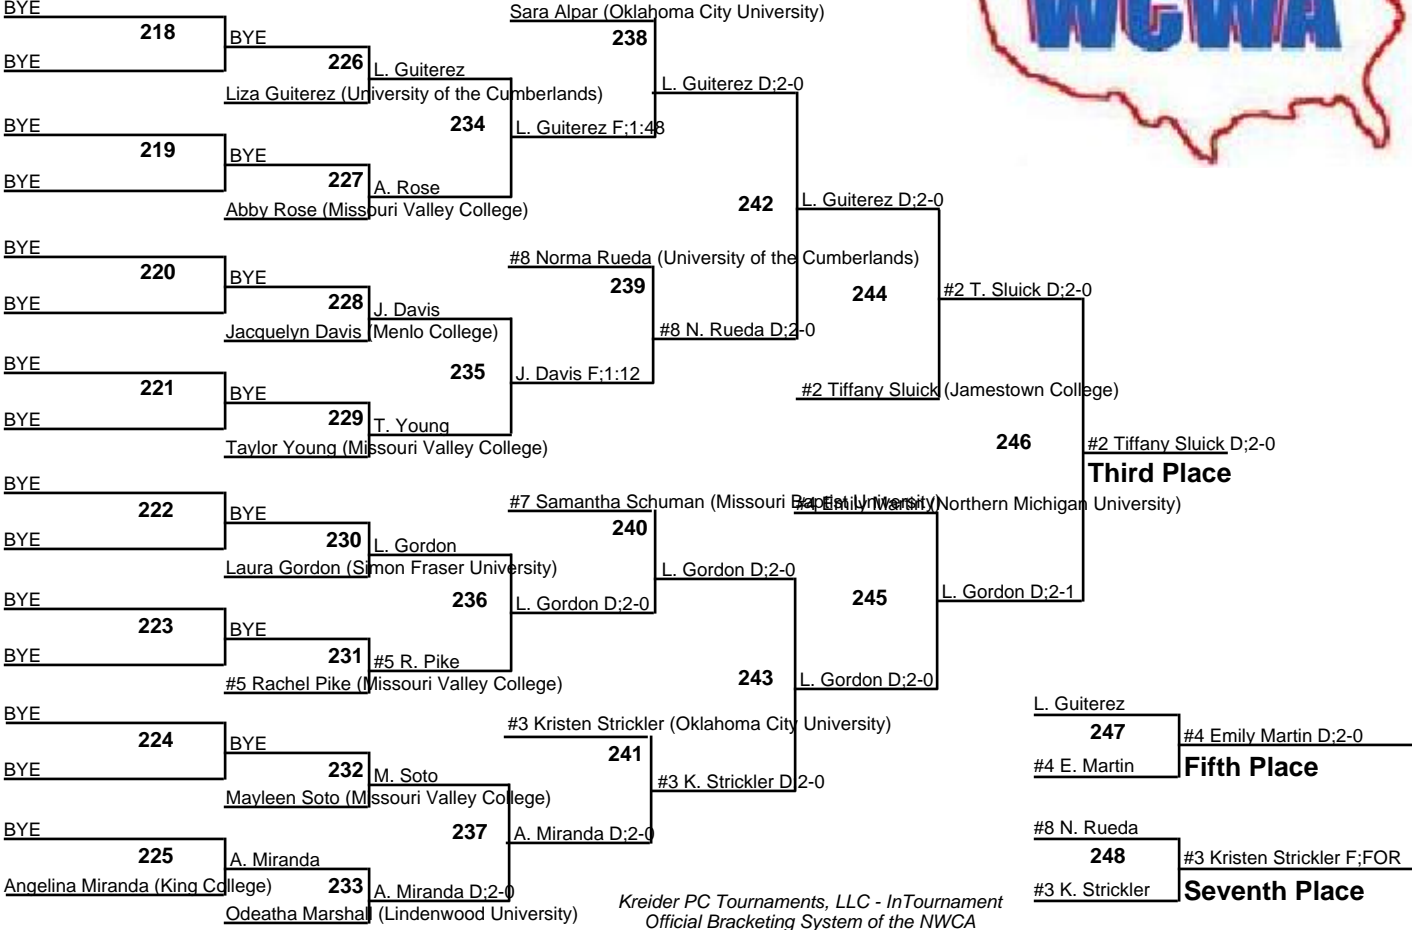 BYE
218
BYE
BYE
226
L. Guiterez
Liza Guiterez (University of the Cumberlands)
234
L. Guiterez F;1:48
BYE
219
BYE
BYE
227
A. Rose
Abby Rose (Missouri Valley College)
BYE
220
BYE
BYE
228
J. Davis
Jacquelyn Davis (Menlo College)
235
J. Davis F;1:12
BYE
221
BYE
BYE
229
T. Young
Taylor Young (Missouri Valley College)
BYE
222
BYE
BYE
230
L. Gordon
Laura Gordon (Simon Fraser University)
236
L. Gordon D;2-0
BYE
223
BYE
BYE
231
#5 R. Pike
#5 Rachel Pike (Missouri Valley College)
BYE
224
BYE
BYE
232
M. Soto
Mayleen Soto (Missouri Valley College)
237
A. Miranda D;2-0
BYE
225
A. Miranda
Angelina Miranda (King College)
233
A. Miranda D;2-0
Odeatha Marshall (Lindenwood University)
Sara Alpar (Oklahoma City University)
238
L. Guiterez D;2-0
#8 Norma Rueda (University of the Cumberlands)
239
#8 N. Rueda D;2-0
242
L. Guiterez D;2-0
244
#2 T. Sluick D;2-0
#2 Tiffany Sluick (Jamestown College)
246
#2 Tiffany Sluick D;2-0
Third Place
#7 Samantha Schuman (Missouri Baptist University)
#4 Emily Martin (Northern Michigan University)
240
L. Gordon D;2-0
245
L. Gordon D;2-1
243
L. Gordon D;2-0
#3 Kristen Strickler (Oklahoma City University)
241
#3 K. Strickler D;2-0
L. Guiterez
247
#4 Emily Martin D;2-0
#4 E. Martin
Fifth Place
#8 N. Rueda
248
#3 Kristen Strickler F;FOR
#3 K. Strickler
Seventh Place
Kreider PC Tournaments, LLC - InTournament
Official Bracketing System of the NWCA
WCWA